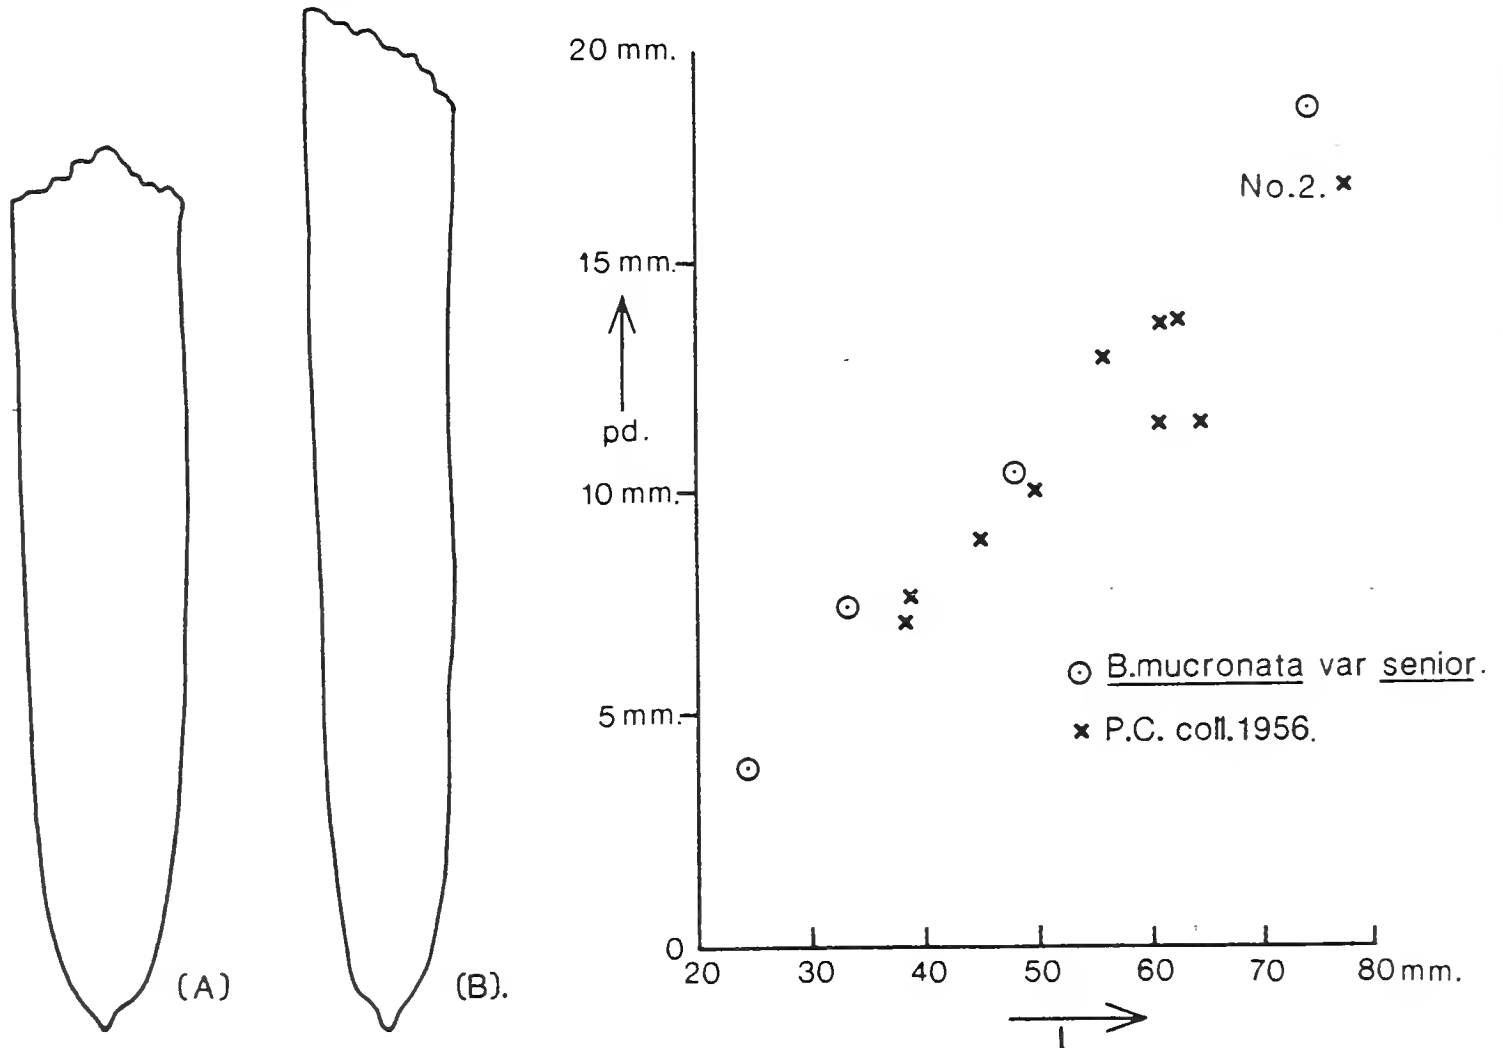 (A)
(B).
20 mm.
15 mm.
pd.
10 mm.
5 mm.
0
20 30 40 50 60 70 80 mm.
l
No.2.
⊙ B.mucronata var senior.
× P.C. coll.1956.